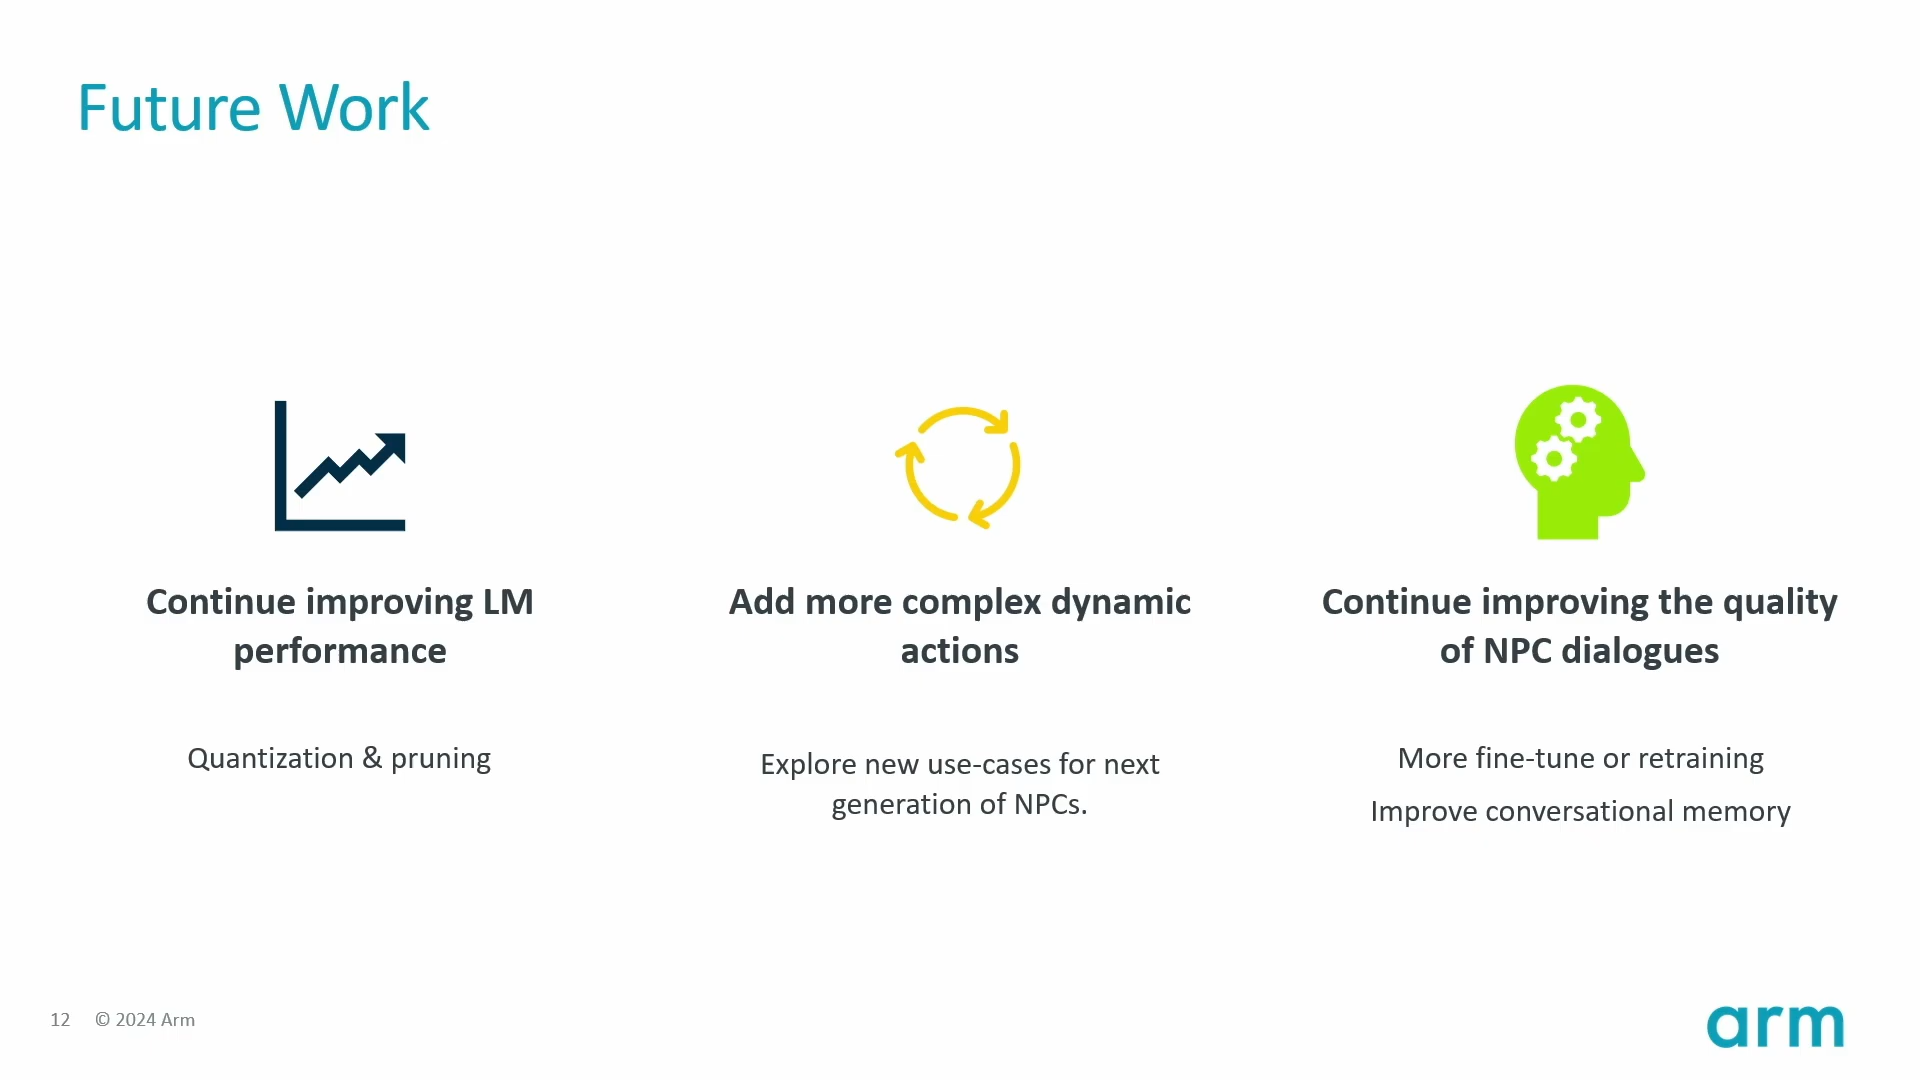 Future Work
Continue improving LM
performance
Quantization & pruning
Add more complex dynamic
actions
Explore new use-cases for next
generation of NPCs.
Continue improving the quality
of NPC dialogues
More fine-tune or retraining
Improve conversational memory
12 © 2024 Arm
arm